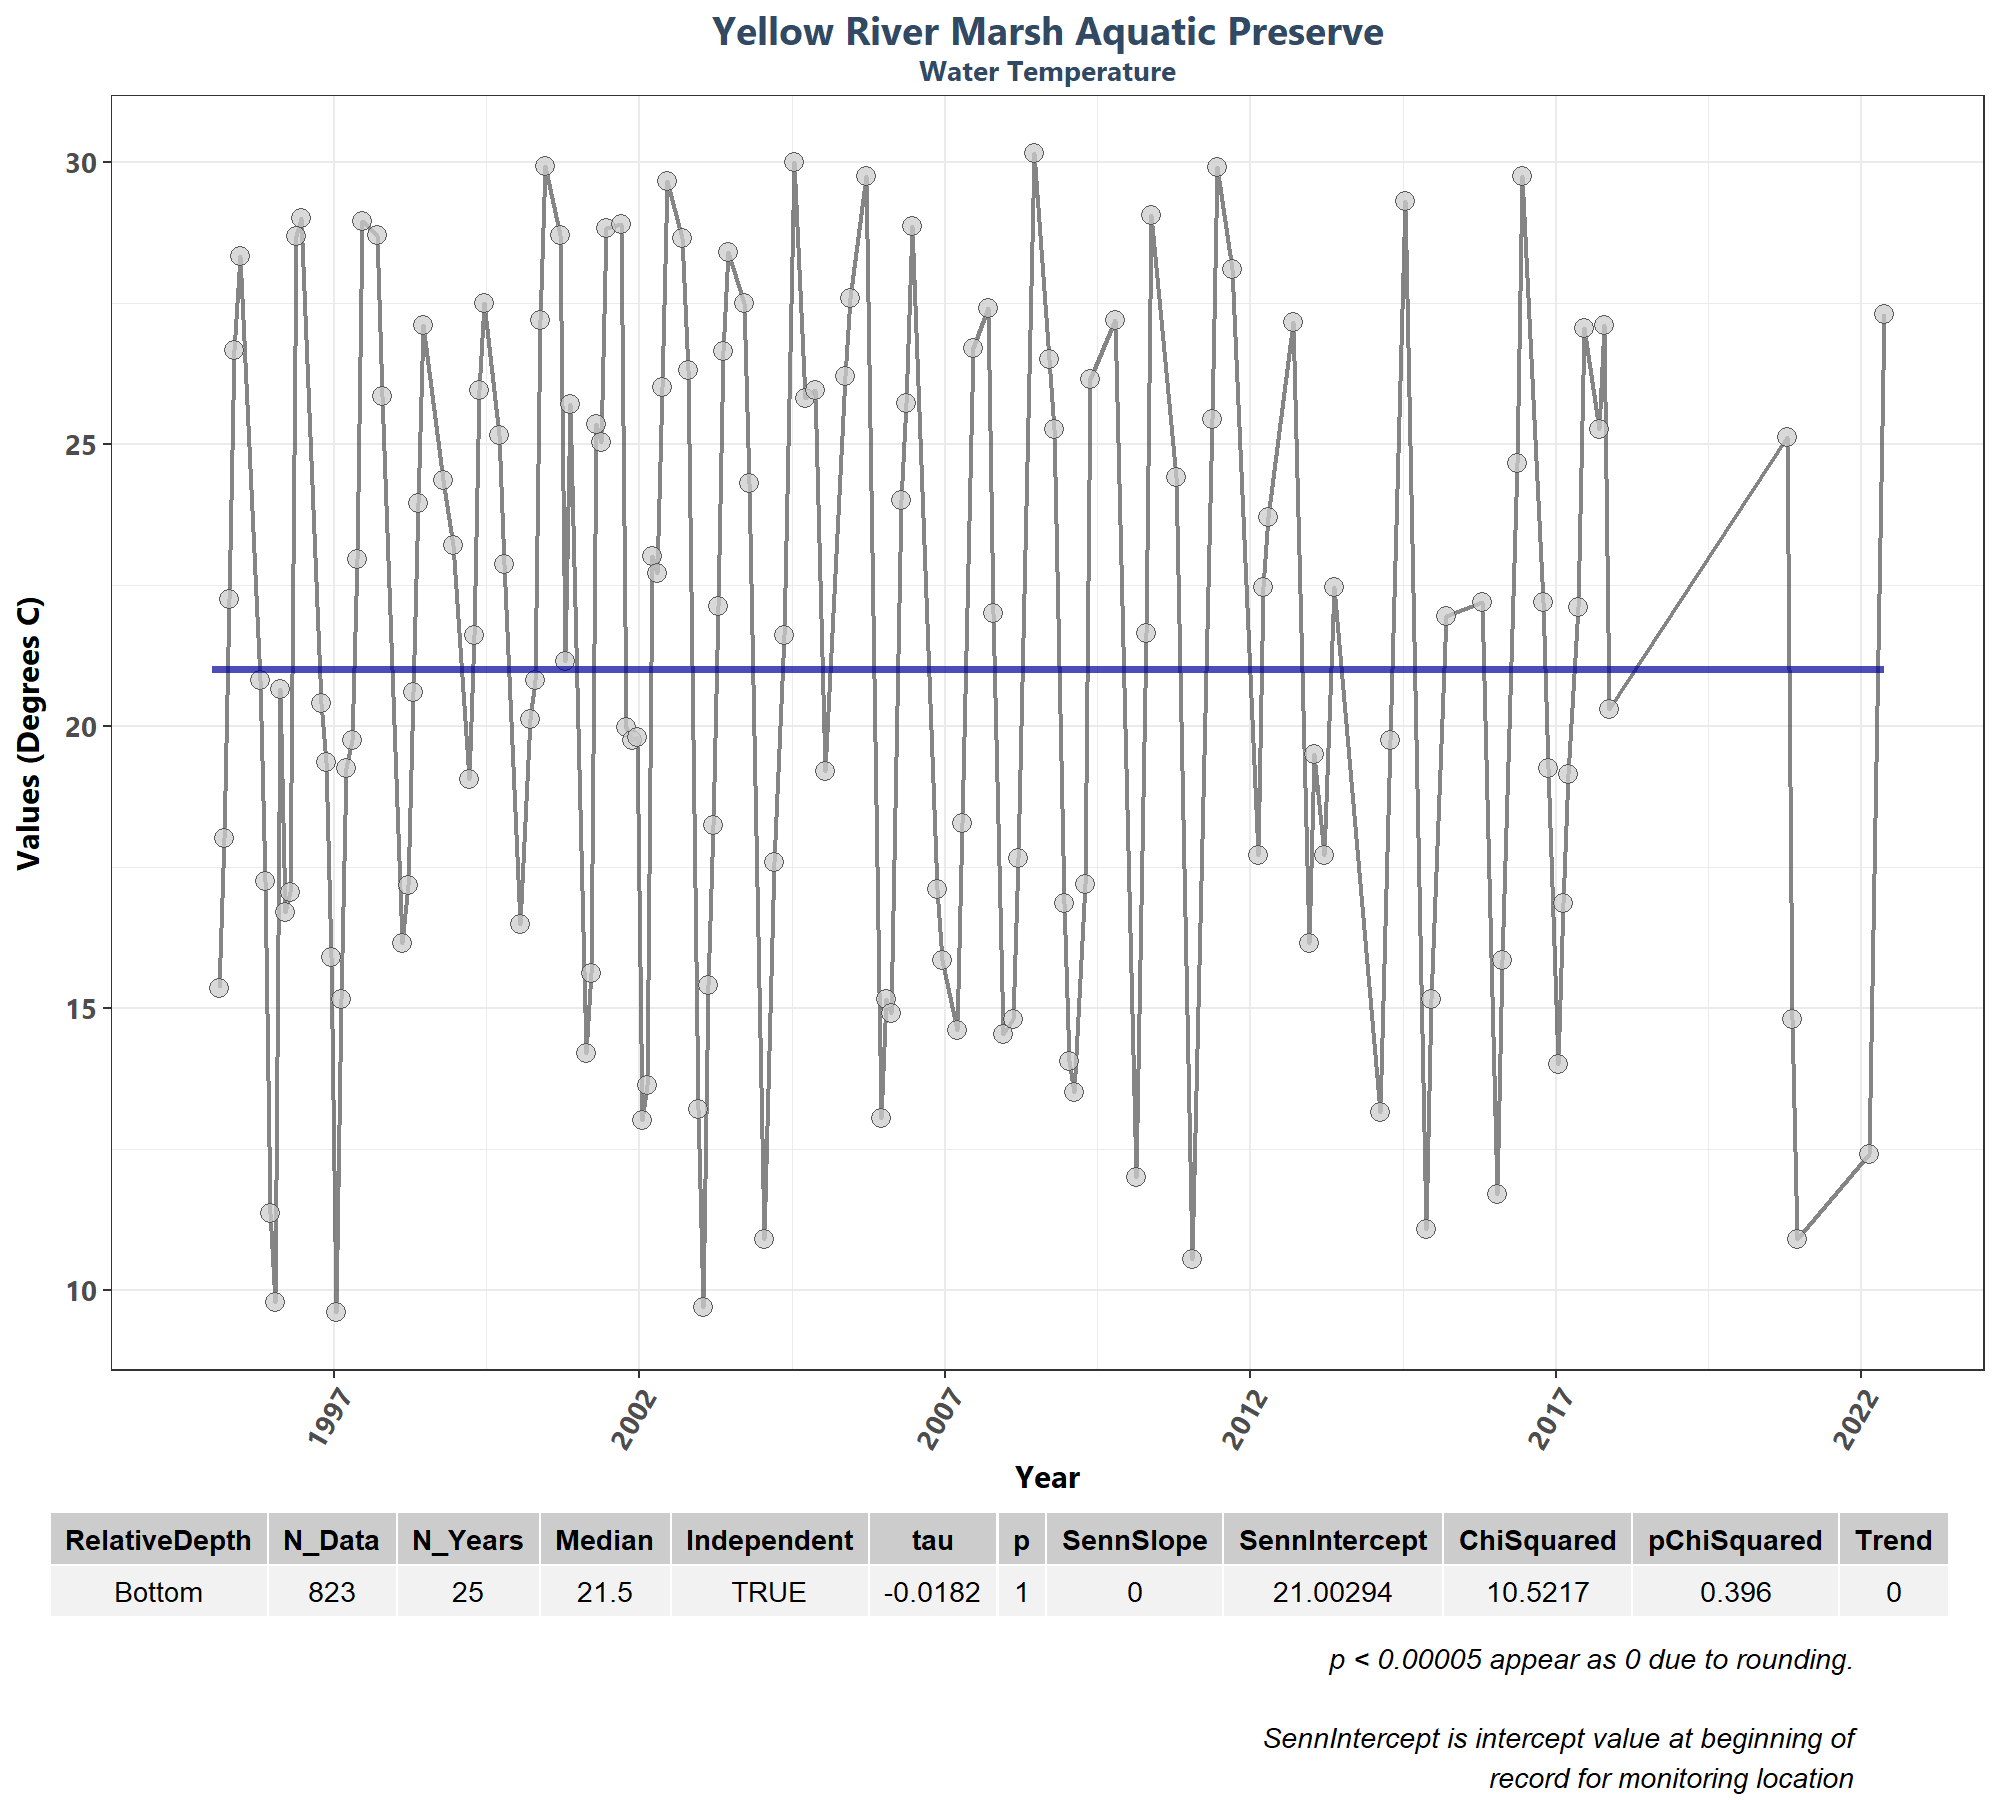 Yellow River Marsh Aquatic Preserve
Water Temperature
Values (Degrees C)
30
25
20
15
10
1997 2002 2007 2012 2017 2022
Year
RelativeDepth N_Data N_Years Median Independent tau p SennSlope SennIntercept ChiSquared pChiSquared Trend
Bottom 823 25 21.5 TRUE -0.0182 1 0 21.00294 10.5217 0.396 0
p < 0.00005 appear as 0 due to rounding.
SennIntercept is intercept value at beginning of
record for monitoring location